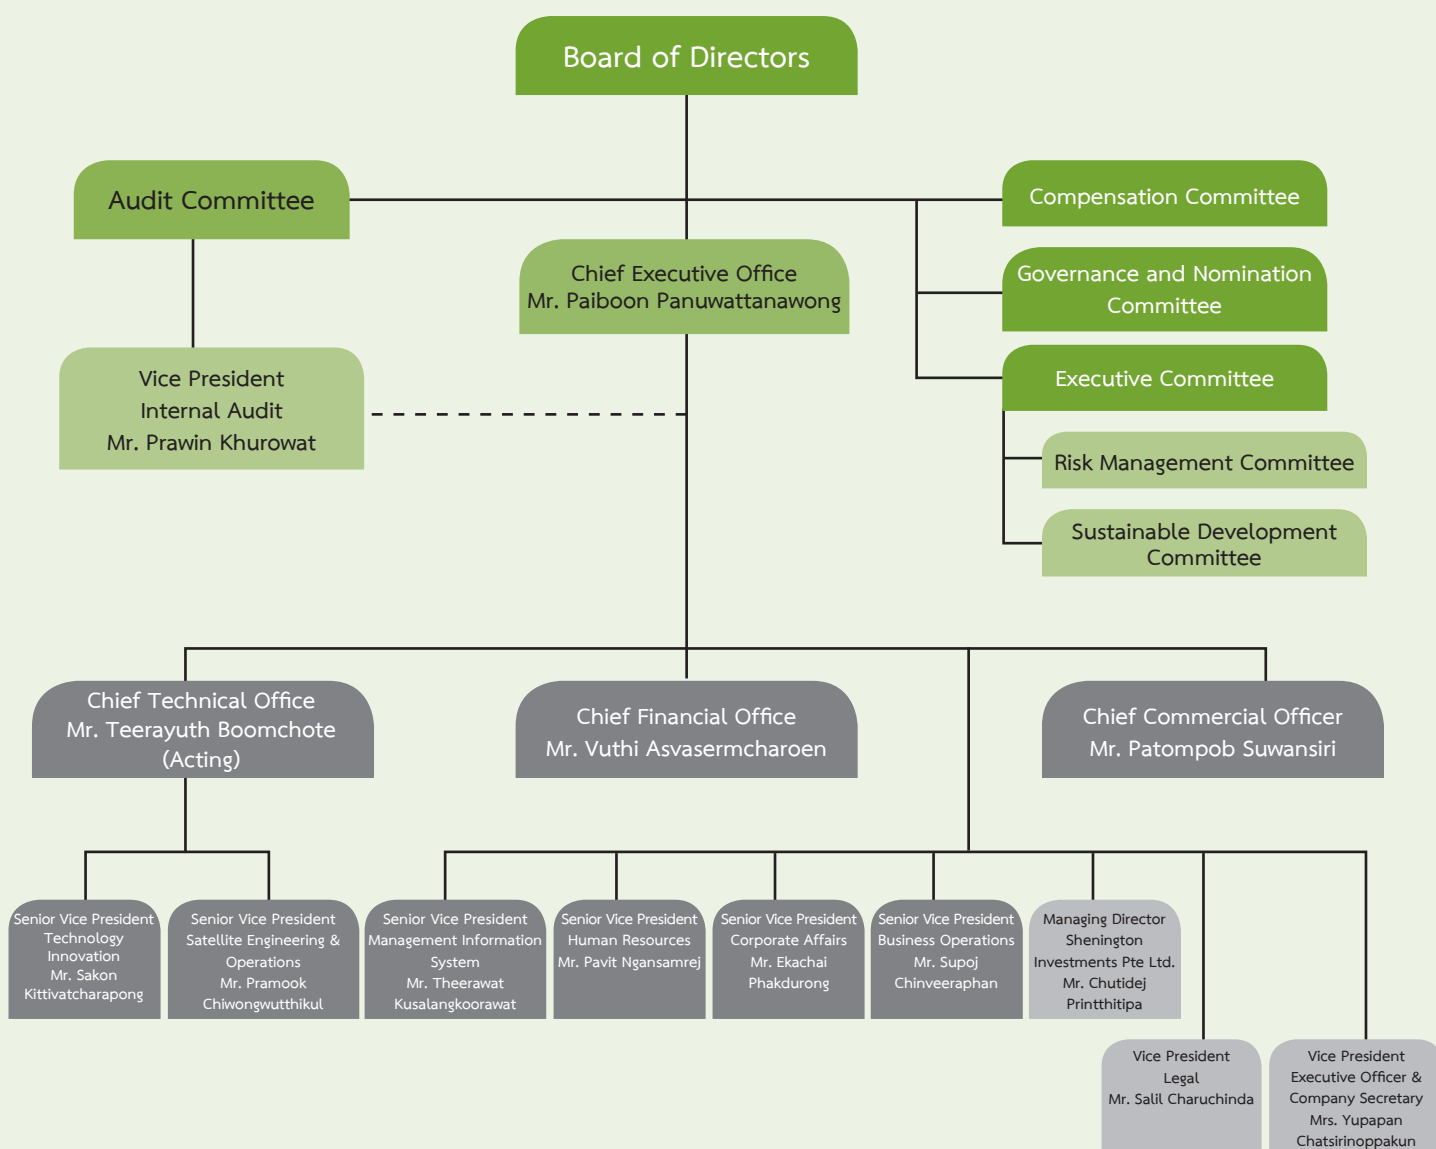 Board of Directors
Audit Committee
Compensation Committee
Chief Executive Office
Mr. Paiboon Panuwattanawong
Governance and Nomination
Committee
Vice President
Internal Audit
Mr. Prawin Khurowat
Executive Committee
Risk Management Committee
Sustainable Development
Committee
Chief Technical Office
Mr. Teerayuth Boomchote
(Acting)
Chief Financial Office
Mr. Vuthi Asvasermcharoen
Chief Commercial Officer
Mr. Patompob Suwansiri
Senior Vice President
Technology
Innovation
Mr. Sakon
Kittivatcharapong
Senior Vice President
Satellite Engineering &
Operations
Mr. Pramook
Chiwongwutthikul
Senior Vice President
Management Information
System
Mr. Theerawat
Kusalangkoorawat
Senior Vice President
Human Resources
Mr. Pavit Ngansamrej
Senior Vice President
Corporate Affairs
Mr. Ekachai
Phakdurong
Senior Vice President
Business Operations
Mr. Supoj
Chinveeraphan
Managing Director
Shenington
Investments Pte Ltd.
Mr. Chutidej
Printthitipa
Vice President
Legal
Mr. Salil Charuchinda
Vice President
Executive Officer &
Company Secretary
Mrs. Yupapan
Chatsirinoppakun